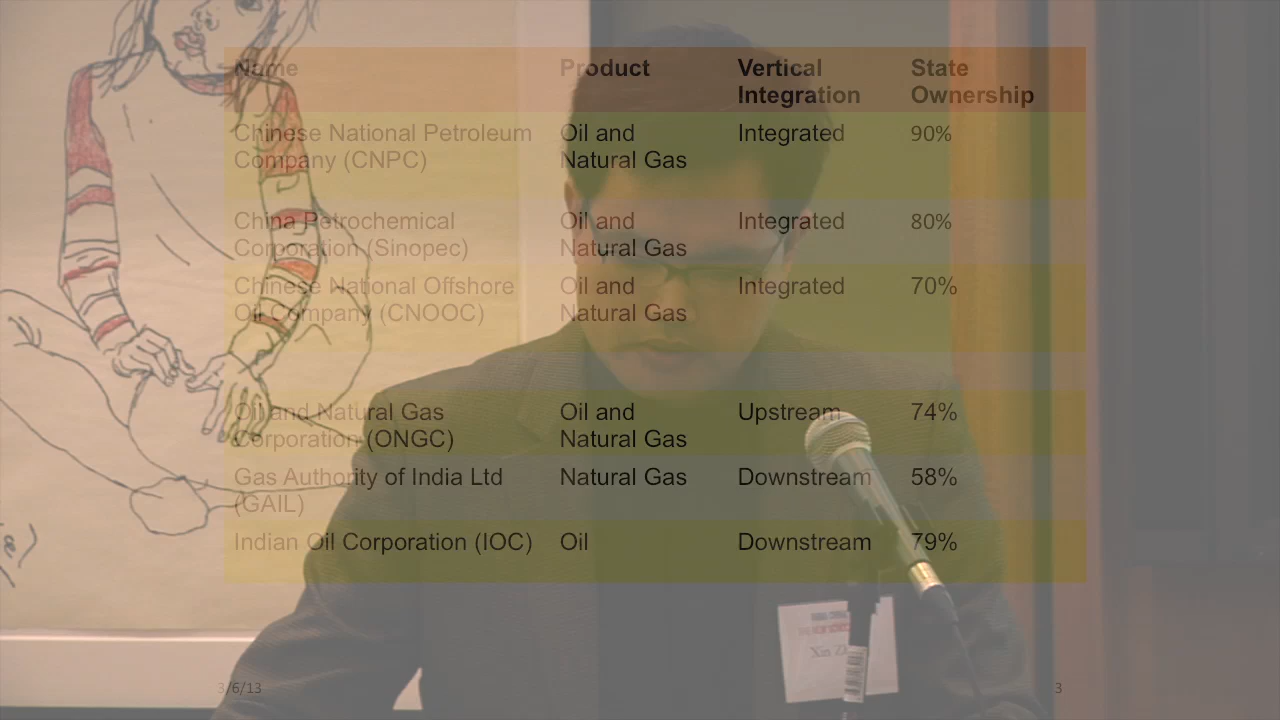 Name Product Vertical Integration State Ownership
Chinese National Petroleum Company (CNPC) Oil and Natural Gas Integrated 90%
China Petrochemical Corporation (Sinopec) Oil and Natural Gas Integrated 80%
Chinese National Offshore Oil Company (CNOOC) Oil and Natural Gas Integrated 70%
Oil and Natural Gas Corporation (ONGC) Oil and Natural Gas Upstream 74%
Gas Authority of India Ltd (GAIL) Natural Gas Downstream 58%
Indian Oil Corporation (IOC) Oil Downstream 79%
Xin
3/6/13 3